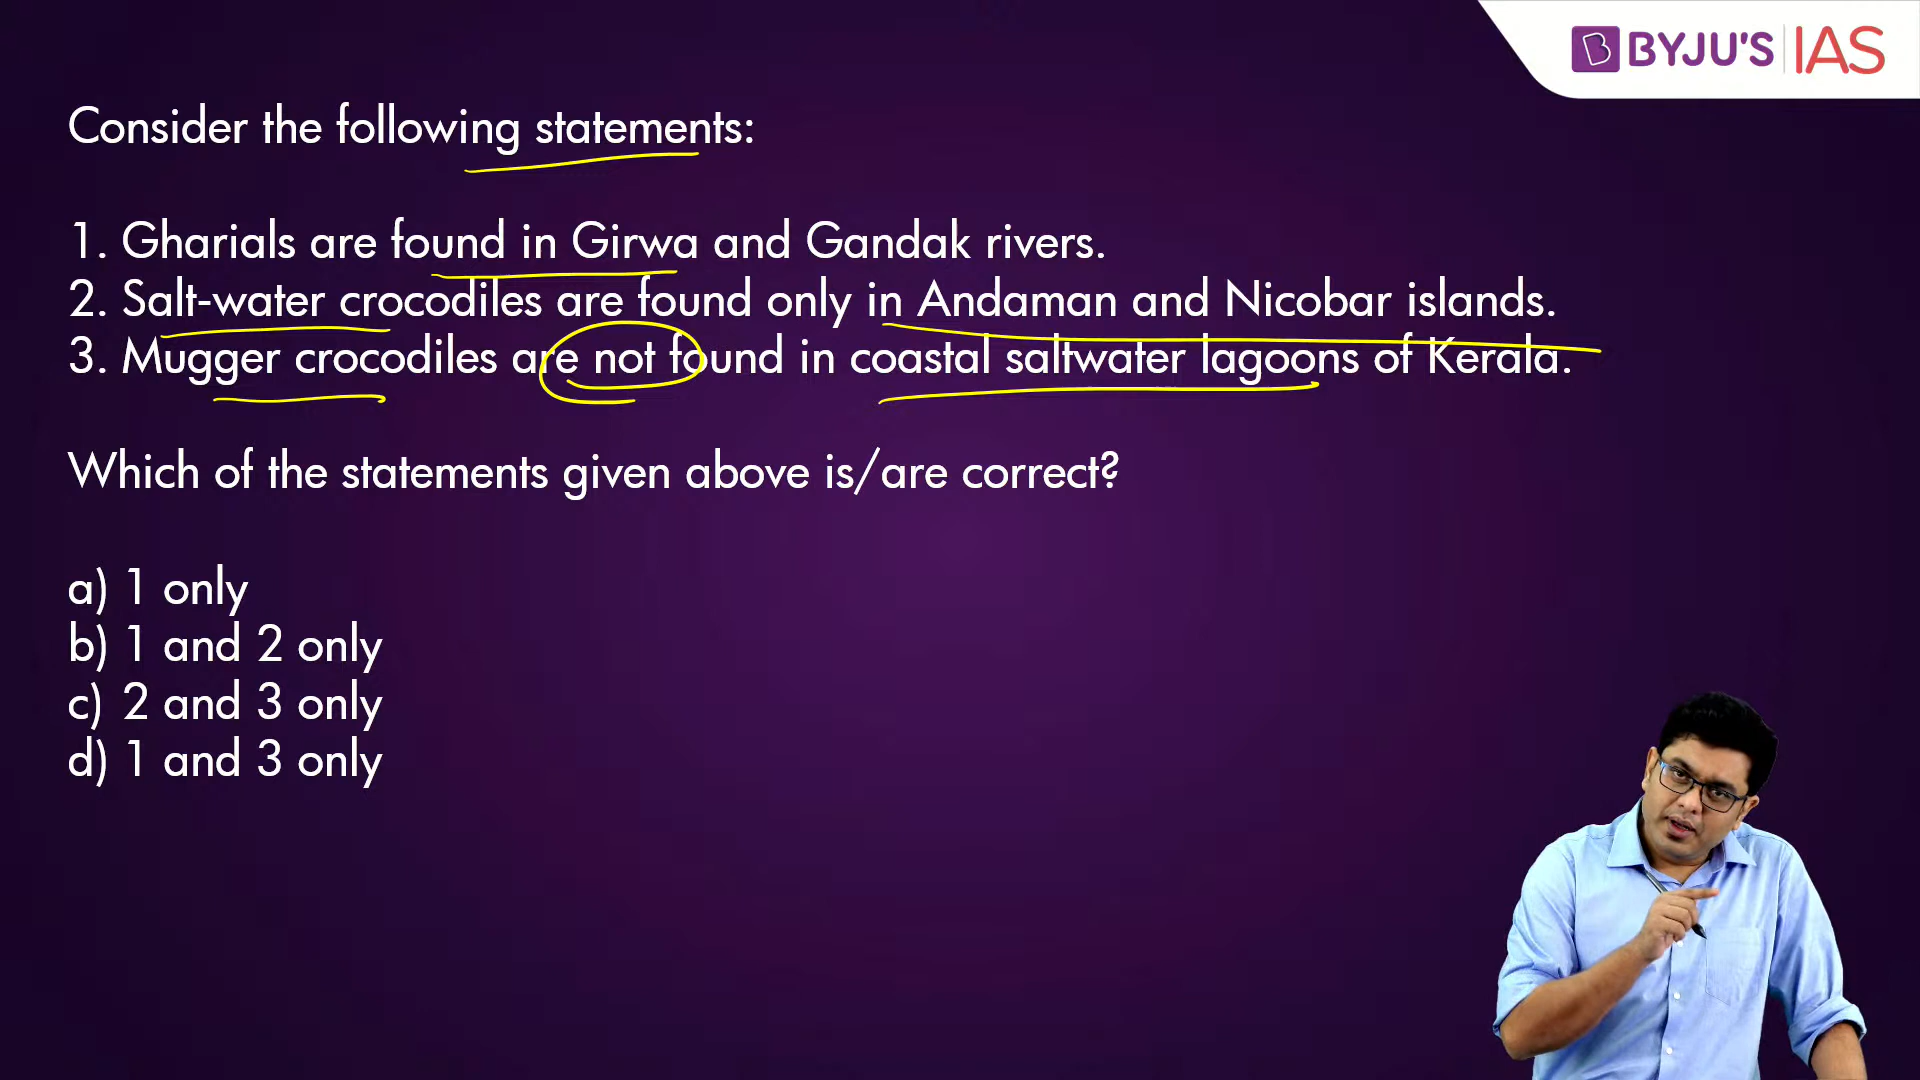 BYJU'S IAS
Consider the following statements:
1. Gharials are found in Girwa and Gandak rivers.
2. Salt-water crocodiles are found only in Andaman and Nicobar islands.
3. Mugger crocodiles are not found in coastal saltwater lagoons of Kerala.
Which of the statements given above is/are correct?
a) 1 only
b) 1 and 2 only
c) 2 and 3 only
d) 1 and 3 only